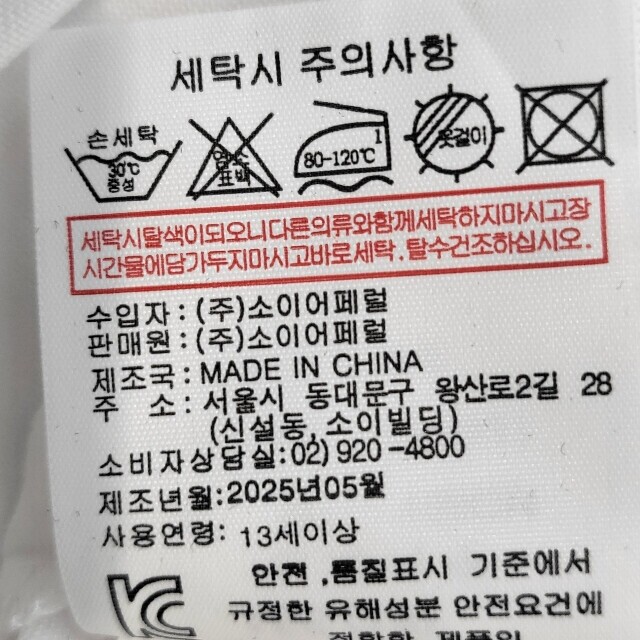 세탁시 주의사항
손세탁
30℃
중성
염소
표백
80-120℃
1
옷걸이
세탁시탈색이되오니다른의류와함께세탁하지마시고장
시간물에담가두지마시고바로세탁.탈수건조하십시오.
수입자:(주)소이어페럴
판매원:(주)소이어페럴
제조국:MADE IN CHINA
주 소:서울시 동대문구 왕산로2길 28
(신설동,소이빌딩)
소비자상담실:02)920-4800
제조년월:2025년05월
사용연령: 13세이상
안전 ,품질표시 기준에서
규정한 유해성분 안전요건에
적합한 제품임